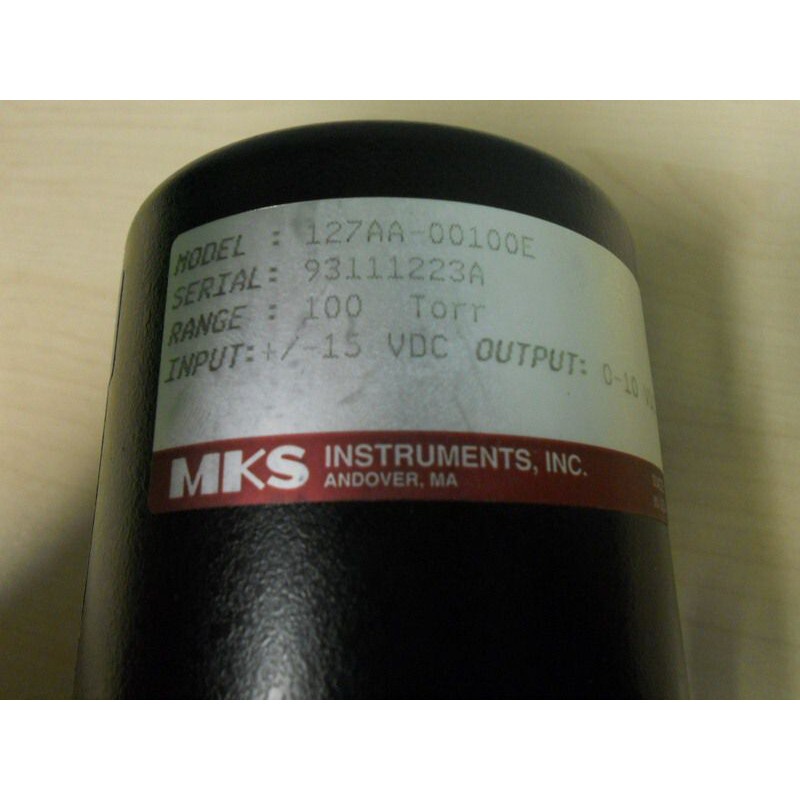 MODEL : 127AA-00100E
SERIAL: 93111223A
RANGE : 100 Torr
INPUT:+/-15 VDC OUTPUT: 0-10
MKS INSTRUMENTS, INC.
ANDOVER, MA